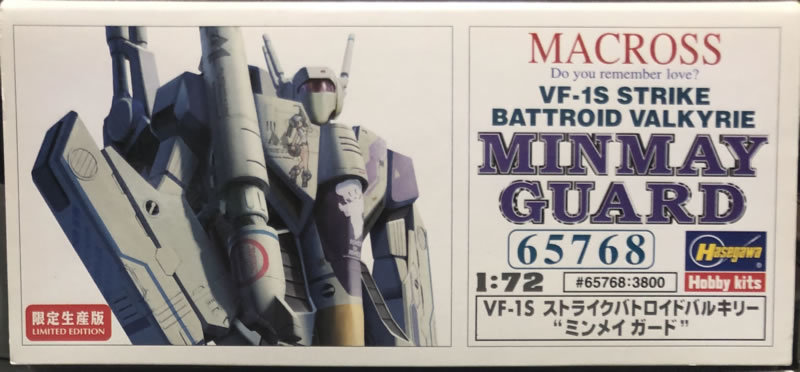 限定生産版
LIMITED EDITION
MACROSS
Do you remember love?
VF-1S STRIKE
BATTROID VALKYRIE
MINMAY
GUARD
65768
Hasegawa
Hobby kits
1:72
#65768:3800
VF-1S ストライクバトロイドバルキリー
“ミンメイ ガード”